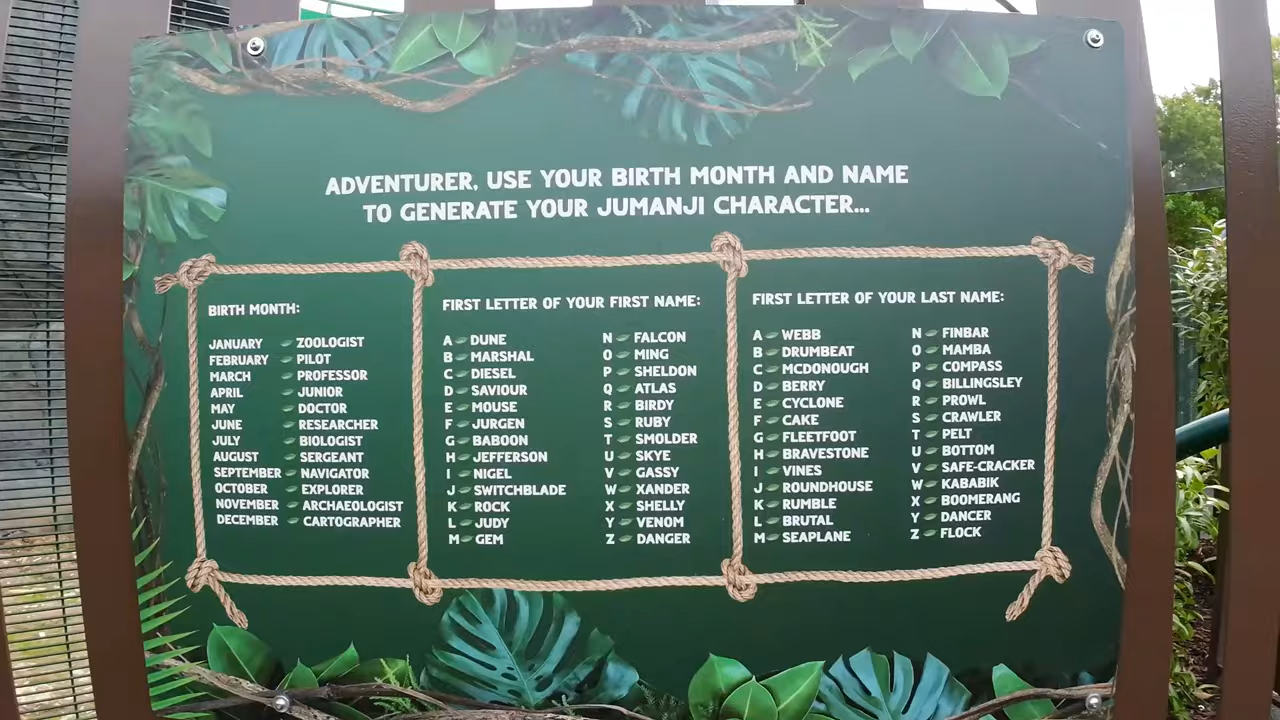 ADVENTURER, USE YOUR BIRTH MONTH AND NAME
TO GENERATE YOUR JUMANJI CHARACTER...
BIRTH MONTH:
JANUARY ZOOLOGIST
FEBRUARY PILOT
MARCH PROFESSOR
APRIL JUNIOR
MAY DOCTOR
JUNE RESEARCHER
JULY BIOLOGIST
AUGUST SERGEANT
SEPTEMBER NAVIGATOR
OCTOBER EXPLORER
NOVEMBER ARCHAEOLOGIST
DECEMBER CARTOGRAPHER
FIRST LETTER OF YOUR FIRST NAME:
A DUNE
B MARSHAL
C DIESEL
D SAVIOUR
E MOUSE
F JURGEN
G BABOON
H JEFFERSON
I NIGEL
J SWITCHBLADE
K ROCK
L JUDY
M GEM
N FALCON
O MING
P SHELDON
Q ATLAS
R BIRDY
S RUBY
T SMOLDER
U SKYE
V GASSY
W XANDER
X SHELLY
Y VENOM
Z DANGER
FIRST LETTER OF YOUR LAST NAME:
A WEBB
B DRUMBEAT
C MCDONOUGH
D BERRY
E CYCLONE
F CAKE
G FLEETFOOT
H BRAVESTONE
I VINES
J ROUNDHOUSE
K RUMBLE
L BRUTAL
M SEAPLANE
N FINBAR
O MAMBA
P COMPASS
Q BILLINGSLEY
R PROWL
S CRAWLER
T PELT
U BOTTOM
V SAFE-CRACKER
W KABABIK
X BOOMERANG
Y DANCER
Z FLOCK